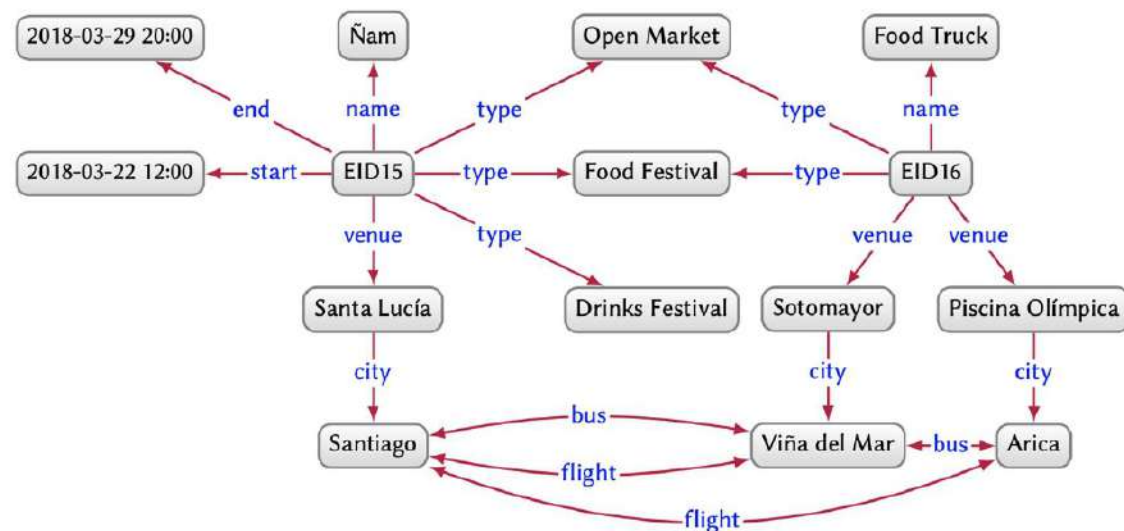 2018-03-29 20:00
Ñam
Open Market
Food Truck
end
name
type
type
name
2018-03-22 12:00
start
EID15
type
Food Festival
type
EID16
venue
type
venue
venue
Santa Lucía
Drinks Festival
Sotomayor
Piscina Olímpica
city
city
city
bus
Santiago
Viña del Mar
bus
Arica
flight
flight